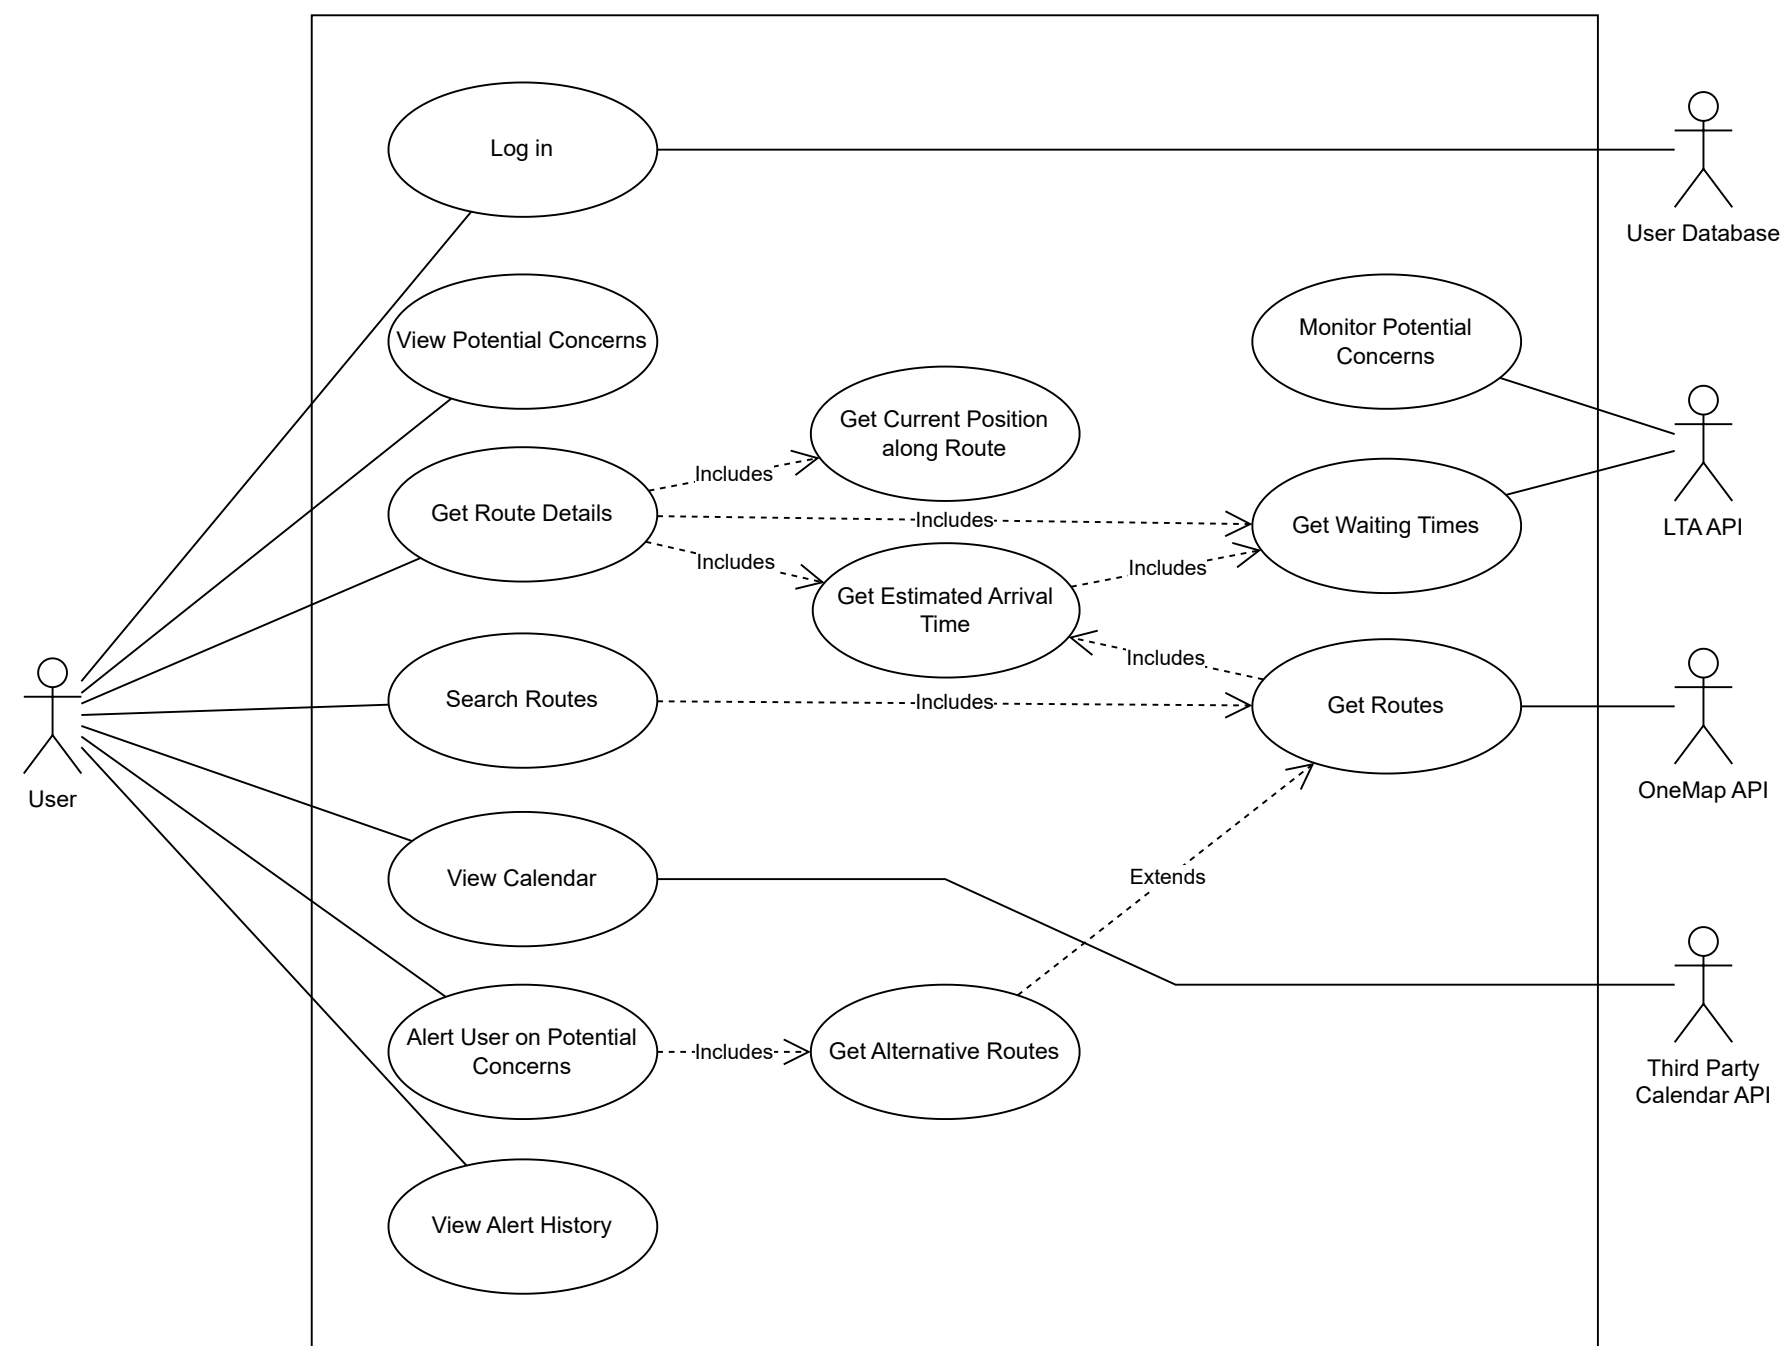 Log in
User Database
View Potential Concerns
Monitor Potential
Concerns
Get Current Position
along Route
Includes
Get Route Details
Includes
Get Waiting Times
LTA API
Includes
Includes
Get Estimated Arrival
Time
Includes
Search Routes
Includes
Get Routes
User
OneMap API
View Calendar
Extends
Alert User on Potential
Concerns
Includes
Get Alternative Routes
Third Party
Calendar API
View Alert History